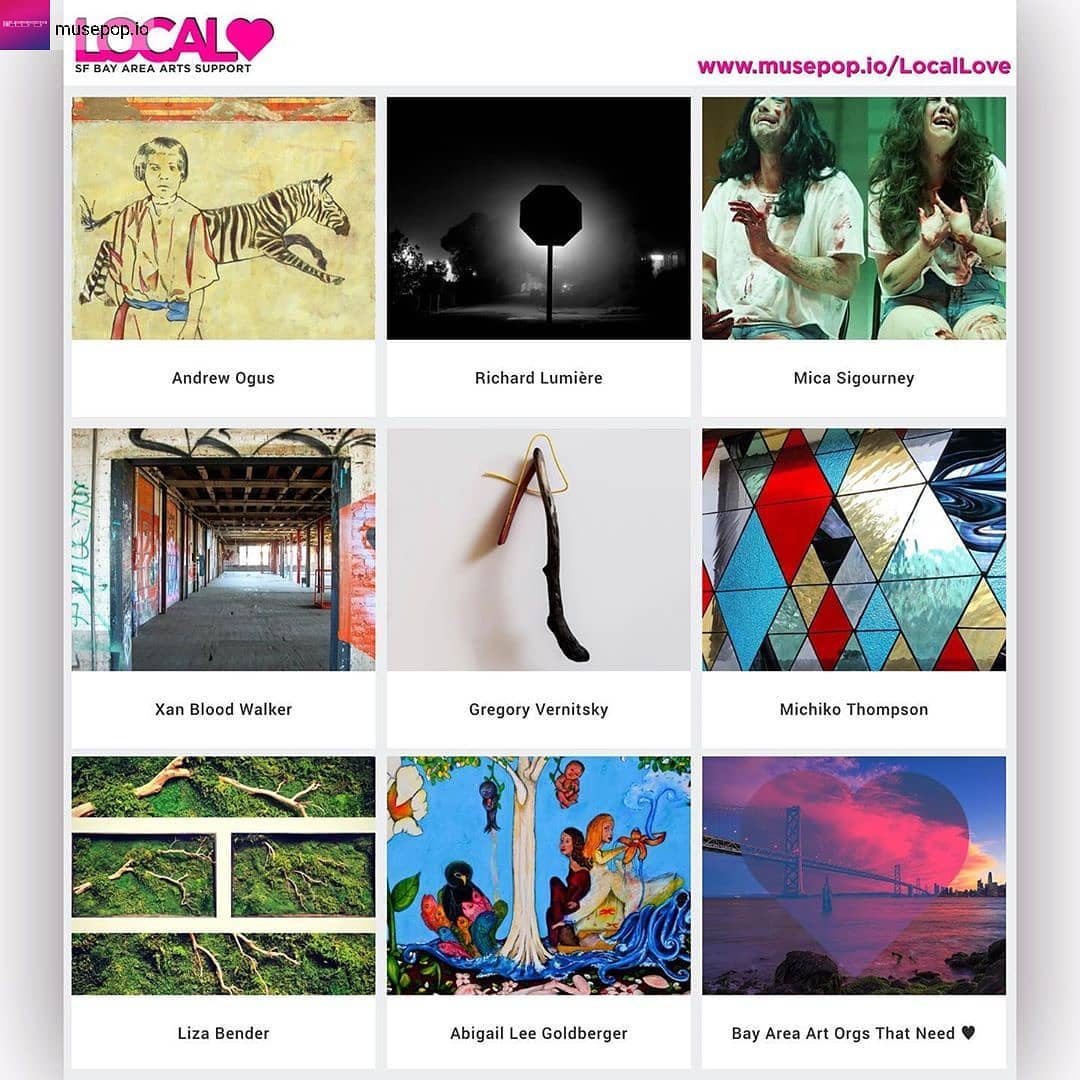 musepop.io
LOCAL
SF BAY AREA ARTS SUPPORT
www.musepop.io/LocalLove
Andrew Ogus
Richard Lumière
Mica Sigourney
Xan Blood Walker
Gregory Vernitsky
Michiko Thompson
Liza Bender
Abigail Lee Goldberger
Bay Area Art Orgs That Need 🖤